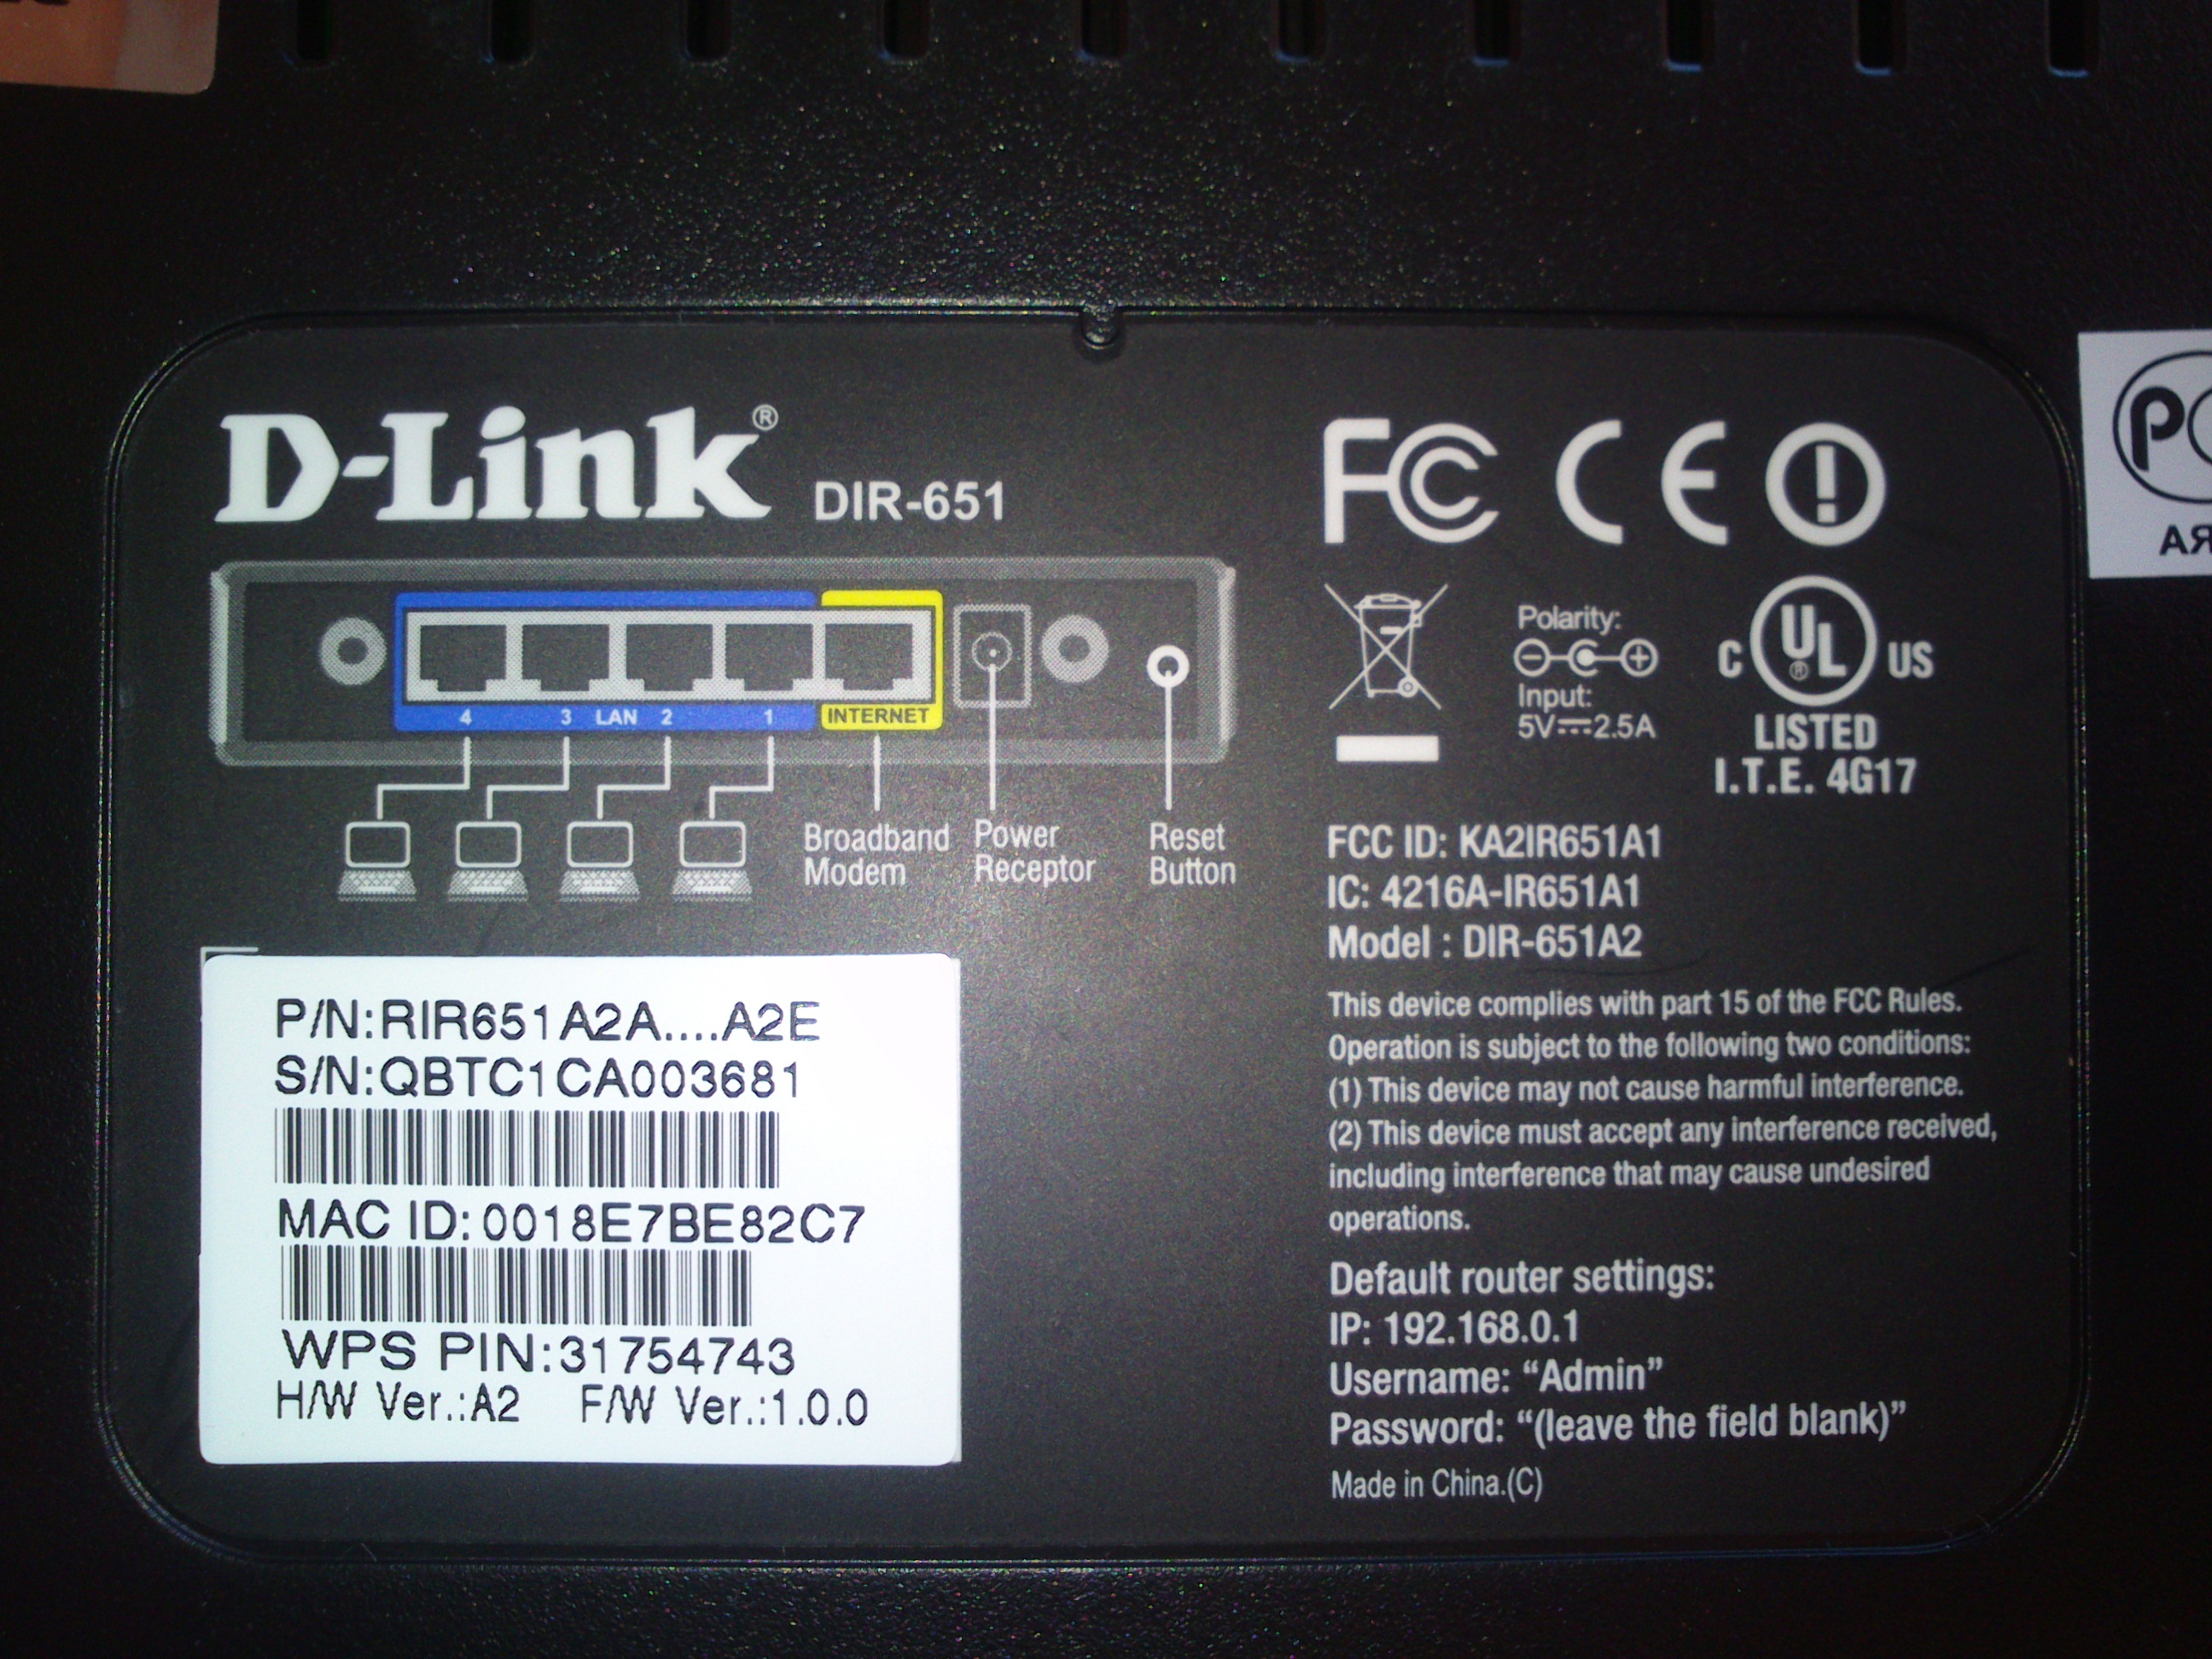 D-Link® DIR-651
4 3 LAN 2 1 INTERNET
Broadband Modem
Power Receptor
Reset Button
P/N:RIR651A2A....A2E
S/N:QBTC1CA003681
MAC ID:0018E7BE82C7
WPS PIN:31754743
H/W Ver.:A2 F/W Ver.:1.0.0
FC CE
Polarity:
Input:
5V⎓2.5A
C UL® US
LISTED
I.T.E. 4G17
FCC ID: KA2IR651A1
IC: 4216A-IR651A1
Model : DIR-651A2
This device complies with part 15 of the FCC Rules.
Operation is subject to the following two conditions:
(1) This device may not cause harmful interference.
(2) This device must accept any interference received,
including interference that may cause undesired
operations.
Default router settings:
IP: 192.168.0.1
Username: “Admin”
Password: “(leave the field blank)”
Made in China.(C)